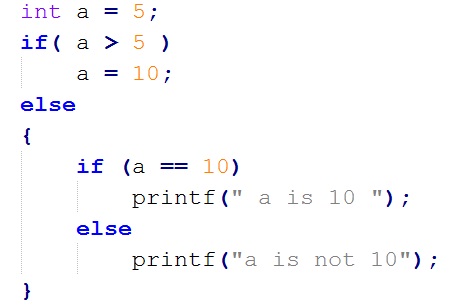 int a = 5;
if( a > 5 )
    a = 10;
else
{
    if (a == 10)
        printf(" a is 10 ");
    else
        printf("a is not 10");
}